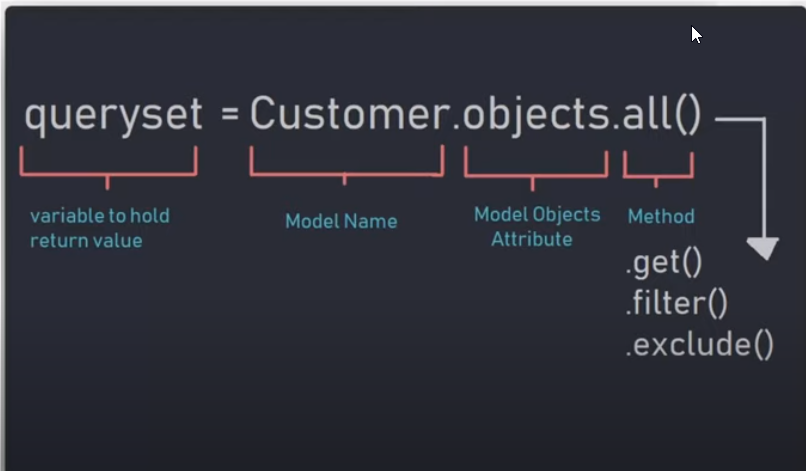 queryset = Customer.objects.all()
variable to hold
return value
Model Name
Model Objects
Attribute
Method
.get()
.filter()
.exclude()